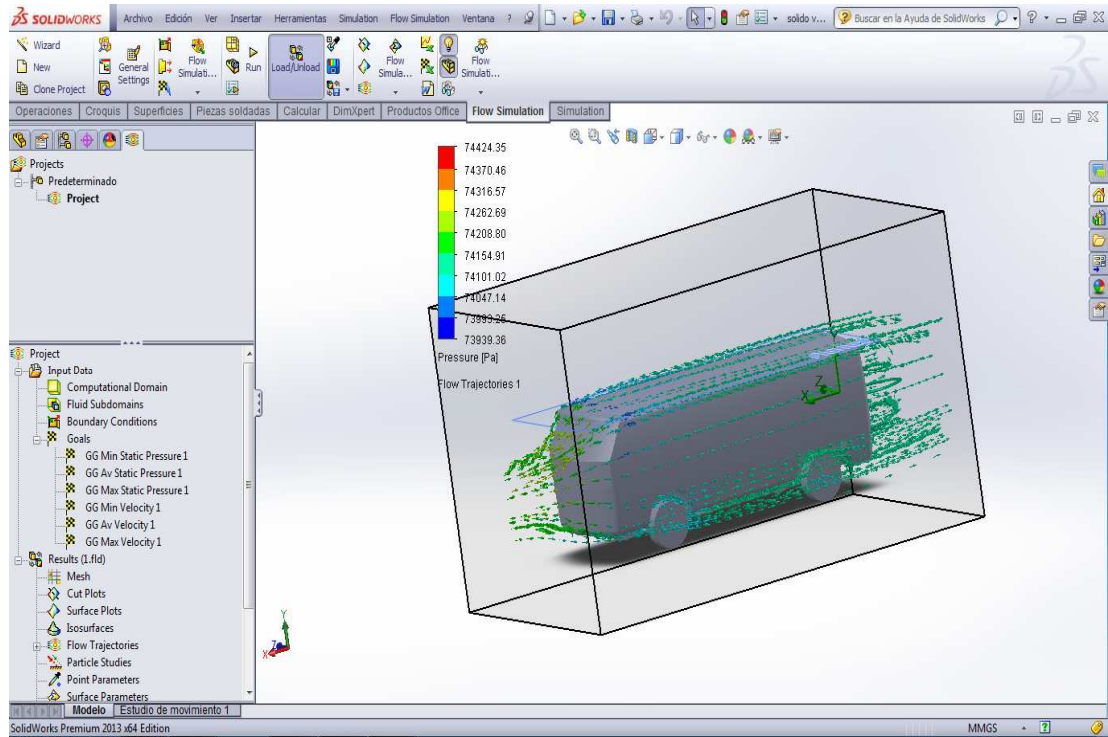 SOLIDWORKS Archivo Edición Ver Insertar Herramientas Simulation Flow Simulation Ventana ? solido v... Buscar en la Ayuda de SolidWorks
Wizard
New
Clone Project
General Settings
Flow Simulati...
Run
Load/Unload
Flow Simula...
Flow Simulati...
Operaciones Croquis Superficies Piezas soldadas Calcular DimXpert Productos Office Flow Simulation Simulation
Projects
Predeterminado
Project
74424.35
74370.46
74316.57
74262.69
74208.80
74154.91
74101.02
74047.14
73993.25
73939.36
Pressure [Pa]
Flow Trajectories 1
Project
Input Data
Computational Domain
Fluid Subdomains
Boundary Conditions
Goals
GG Min Static Pressure 1
GG Av Static Pressure 1
GG Max Static Pressure 1
GG Min Velocity 1
GG Av Velocity 1
GG Max Velocity 1
Results (1.fld)
Mesh
Cut Plots
Surface Plots
Isosurfaces
Flow Trajectories
Particle Studies
Point Parameters
Surface Parameters
Y
Z
X
Y
Z
X
Modelo Estudio de movimiento 1
SolidWorks Premium 2013 x64 Edition MMGS